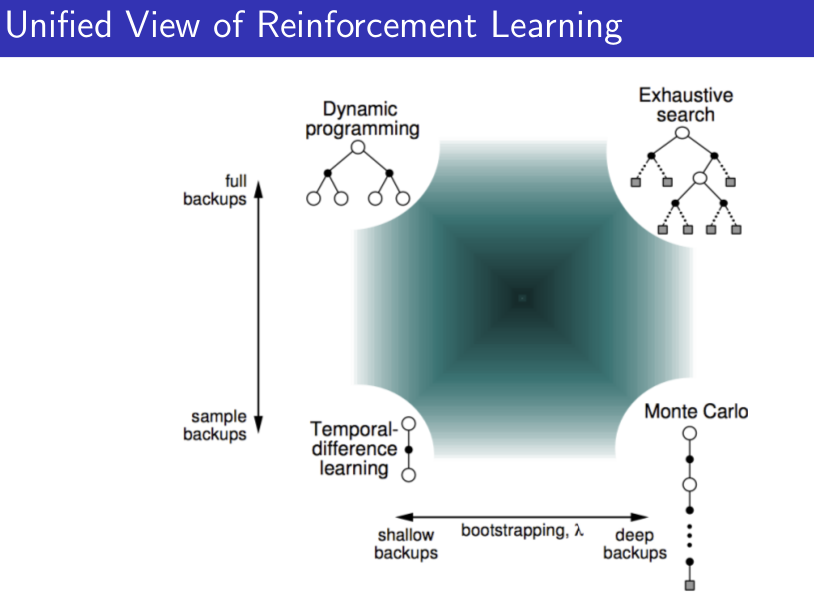 Unified View of Reinforcement Learning
Dynamic
programming
Exhaustive
search
full
backups
sample
backups
Temporal-
difference
learning
Monte Carlo
bootstrapping, λ
shallow
backups
deep
backups